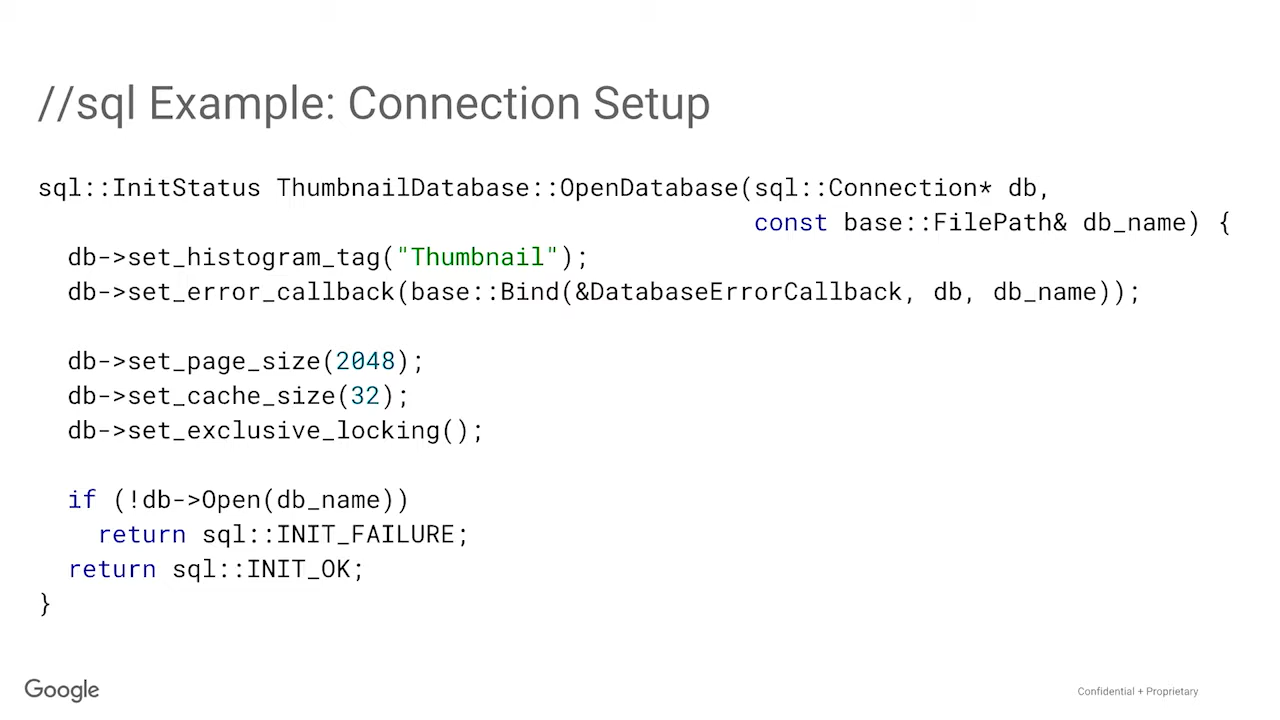 //sql Example: Connection Setup
sql::InitStatus ThumbnailDatabase::OpenDatabase(sql::Connection* db,
const base::FilePath& db_name) {
db->set_histogram_tag("Thumbnail");
db->set_error_callback(base::Bind(&DatabaseErrorCallback, db, db_name));
db->set_page_size(2048);
db->set_cache_size(32);
db->set_exclusive_locking();
if (!db->Open(db_name))
return sql::INIT_FAILURE;
return sql::INIT_OK;
}
Google
Confidential + Proprietary